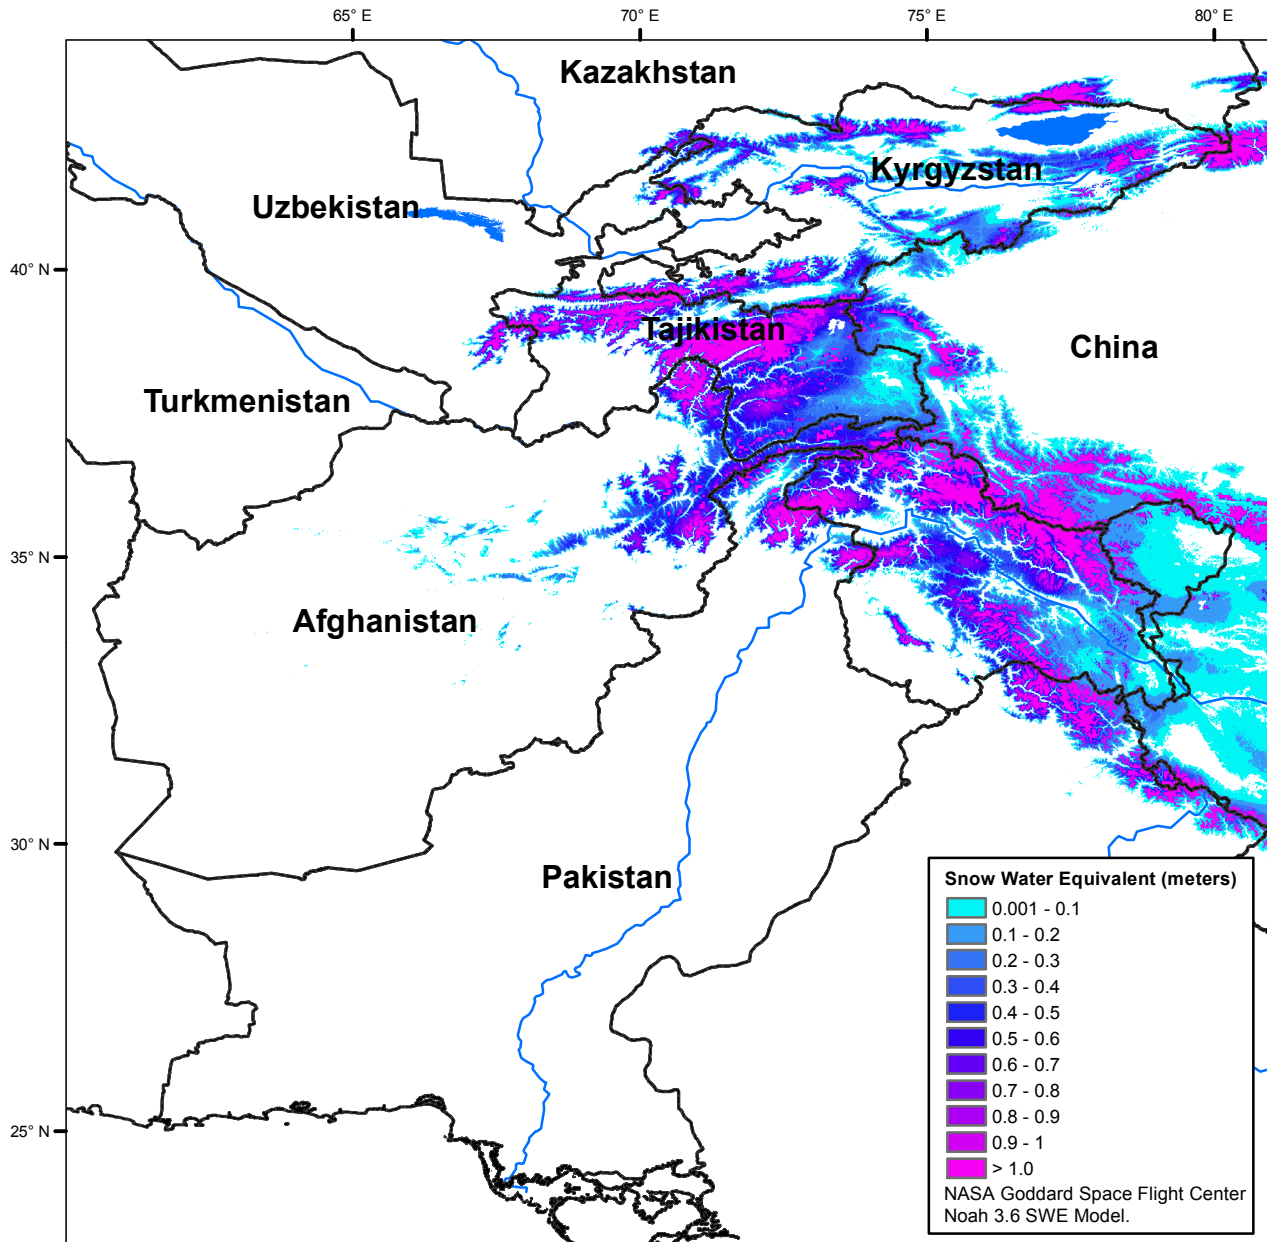 65° E
70° E
75° E
80° E
Kazakhstan
Kyrgyzstan
Uzbekistan
40° N
Tajikistan
China
Turkmenistan
35° N
Afghanistan
30° N
Pakistan
25° N
Snow Water Equivalent (meters)
0.001 - 0.1
0.1 - 0.2
0.2 - 0.3
0.3 - 0.4
0.4 - 0.5
0.5 - 0.6
0.6 - 0.7
0.7 - 0.8
0.8 - 0.9
0.9 - 1
> 1.0
NASA Goddard Space Flight Center
Noah 3.6 SWE Model.